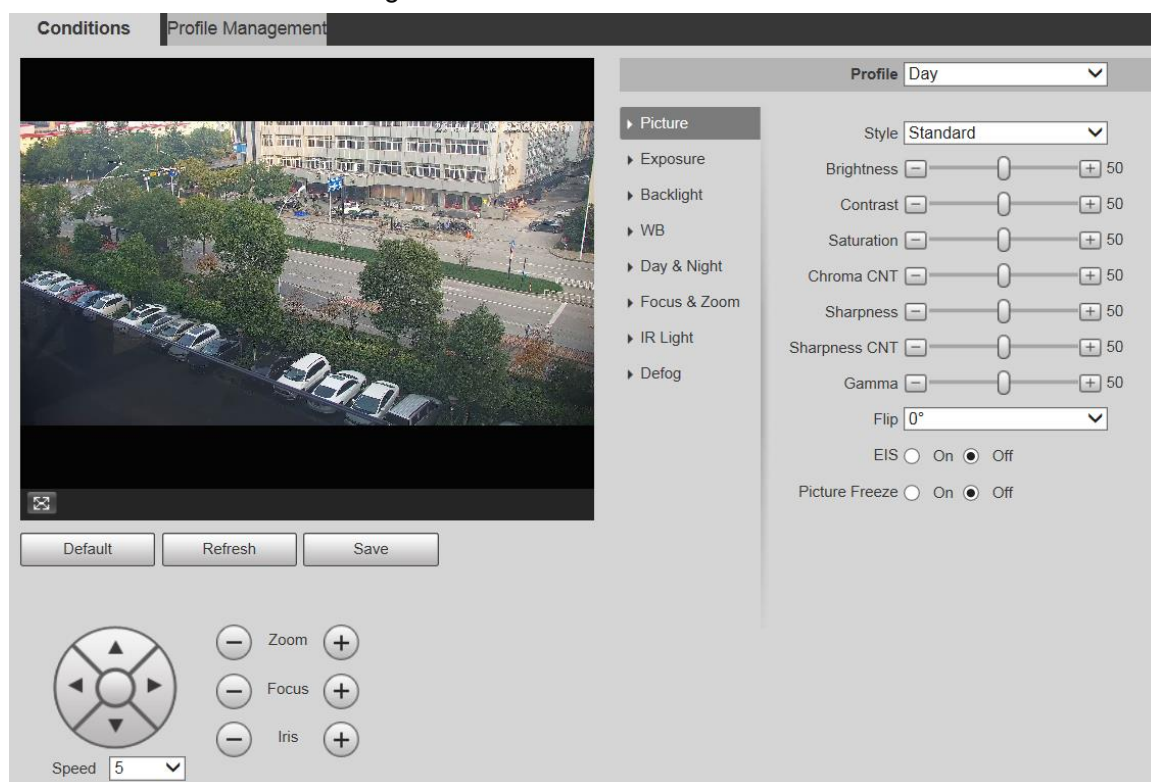 Conditions
Profile Management
Profile Day
Picture
Exposure
Backlight
WB
Day & Night
Focus & Zoom
IR Light
Defog
Style Standard
Brightness 50
Contrast 50
Saturation 50
Chroma CNT 50
Sharpness 50
Sharpness CNT 50
Gamma 50
Flip 0°
EIS On Off
Picture Freeze On Off
Default
Refresh
Save
Zoom
Focus
Iris
Speed 5